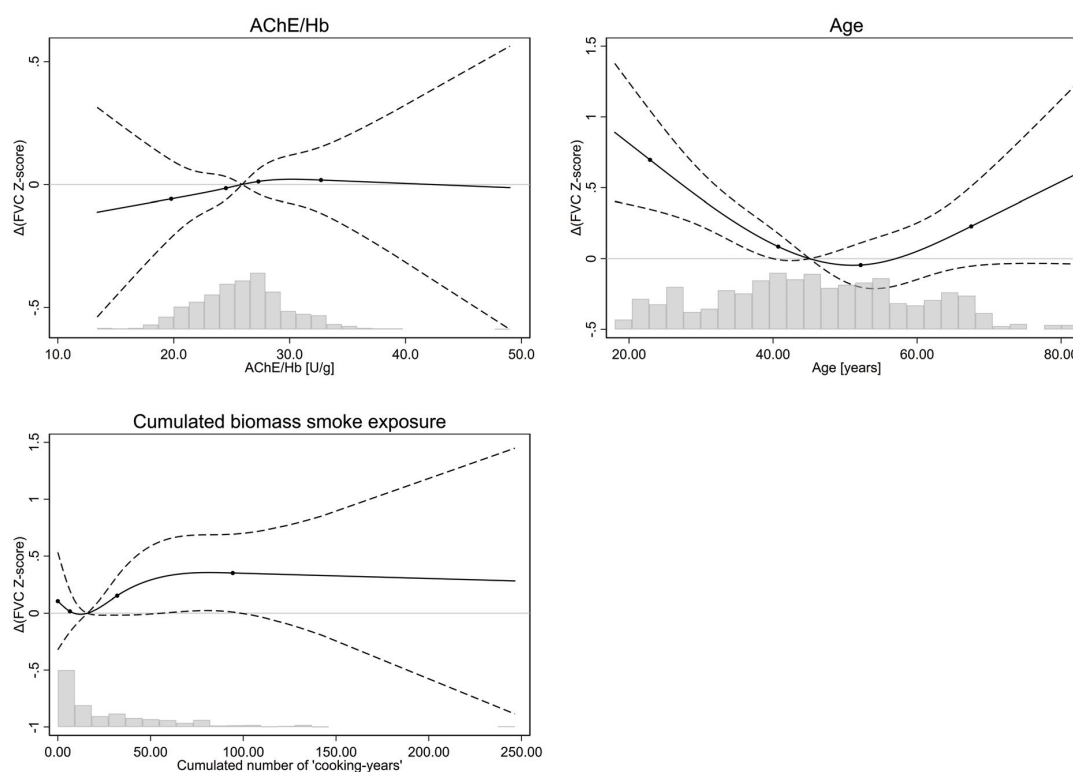 AChE/Hb
Δ(FVC Z-score)
.5
0
-.5
10.0 20.0 30.0 40.0 50.0
AChE/Hb [U/g]
Age
Δ(FVC Z-score)
1.5
1
.5
0
-.5
20.00 40.00 60.00 80.00
Age [years]
Cumulated biomass smoke exposure
Δ(FVC Z-score)
1.5
1
.5
0
-.5
-1
0.00 50.00 100.00 150.00 200.00 250.00
Cumulated number of 'cooking-years'